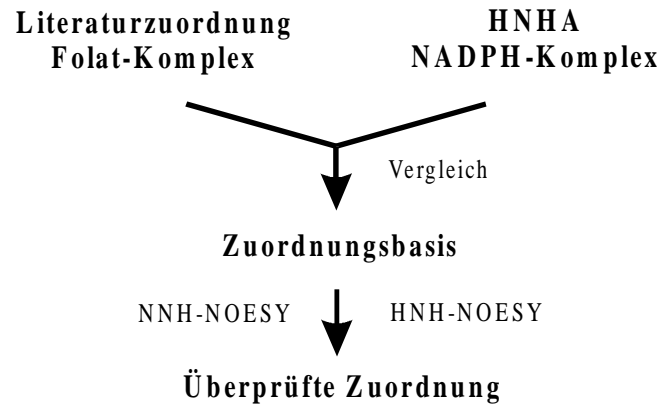 Literaturzuordnung
Folat-Komplex
HNHA
NADPH-Komplex
Vergleich
Zuordnungsbasis
NNH-NOESY HNH-NOESY
Überprüfte Zuordnung